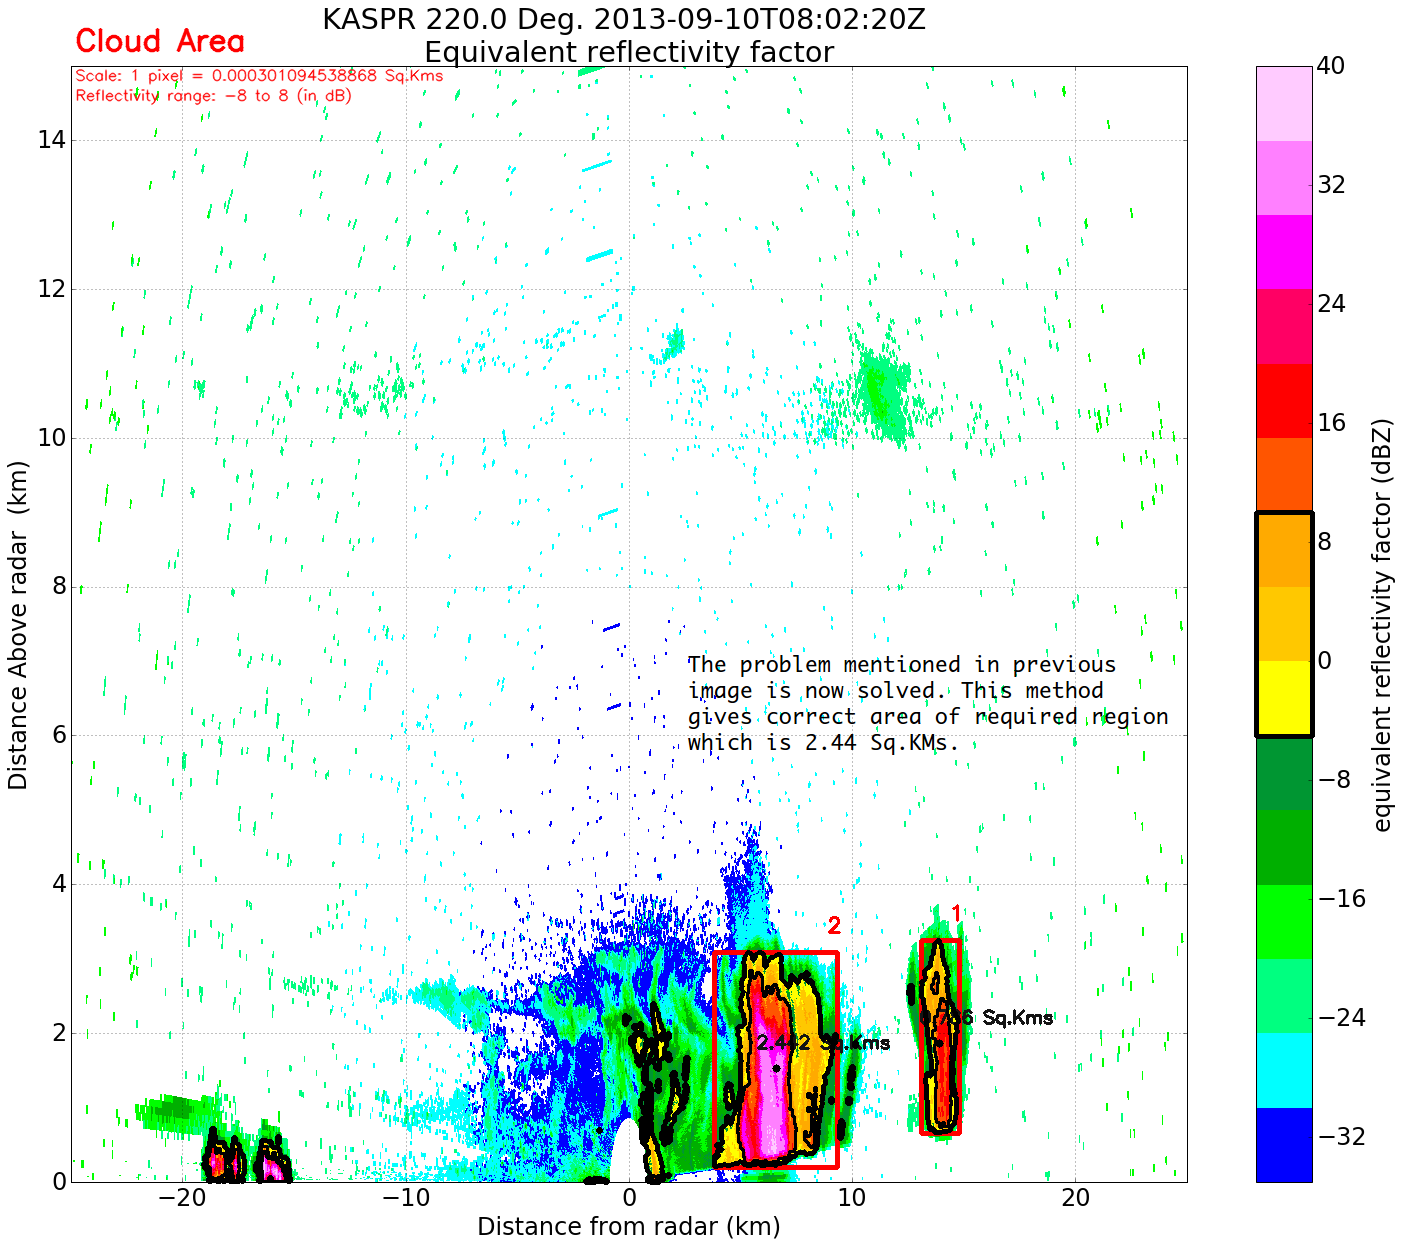 KASPR 220.0 Deg. 2013-09-10T08:02:20Z
Equivalent reflectivity factor
Cloud Area
Scale: 1 pixel = 0.000301094538868 Sq.Kms
Reflectivity range: -8 to 8 (in dB)
The problem mentioned in previous
image is now solved. This method
gives correct area of required region
which is 2.44 Sq.KMs.
1
2
Sq.Kms
2.442 Sq.Kms
Distance Above radar (km)
14
12
10
8
6
4
2
0
−20
−10
0
10
20
Distance from radar (km)
40
32
24
16
8
0
−8
−16
−24
−32
equivalent reflectivity factor (dBZ)